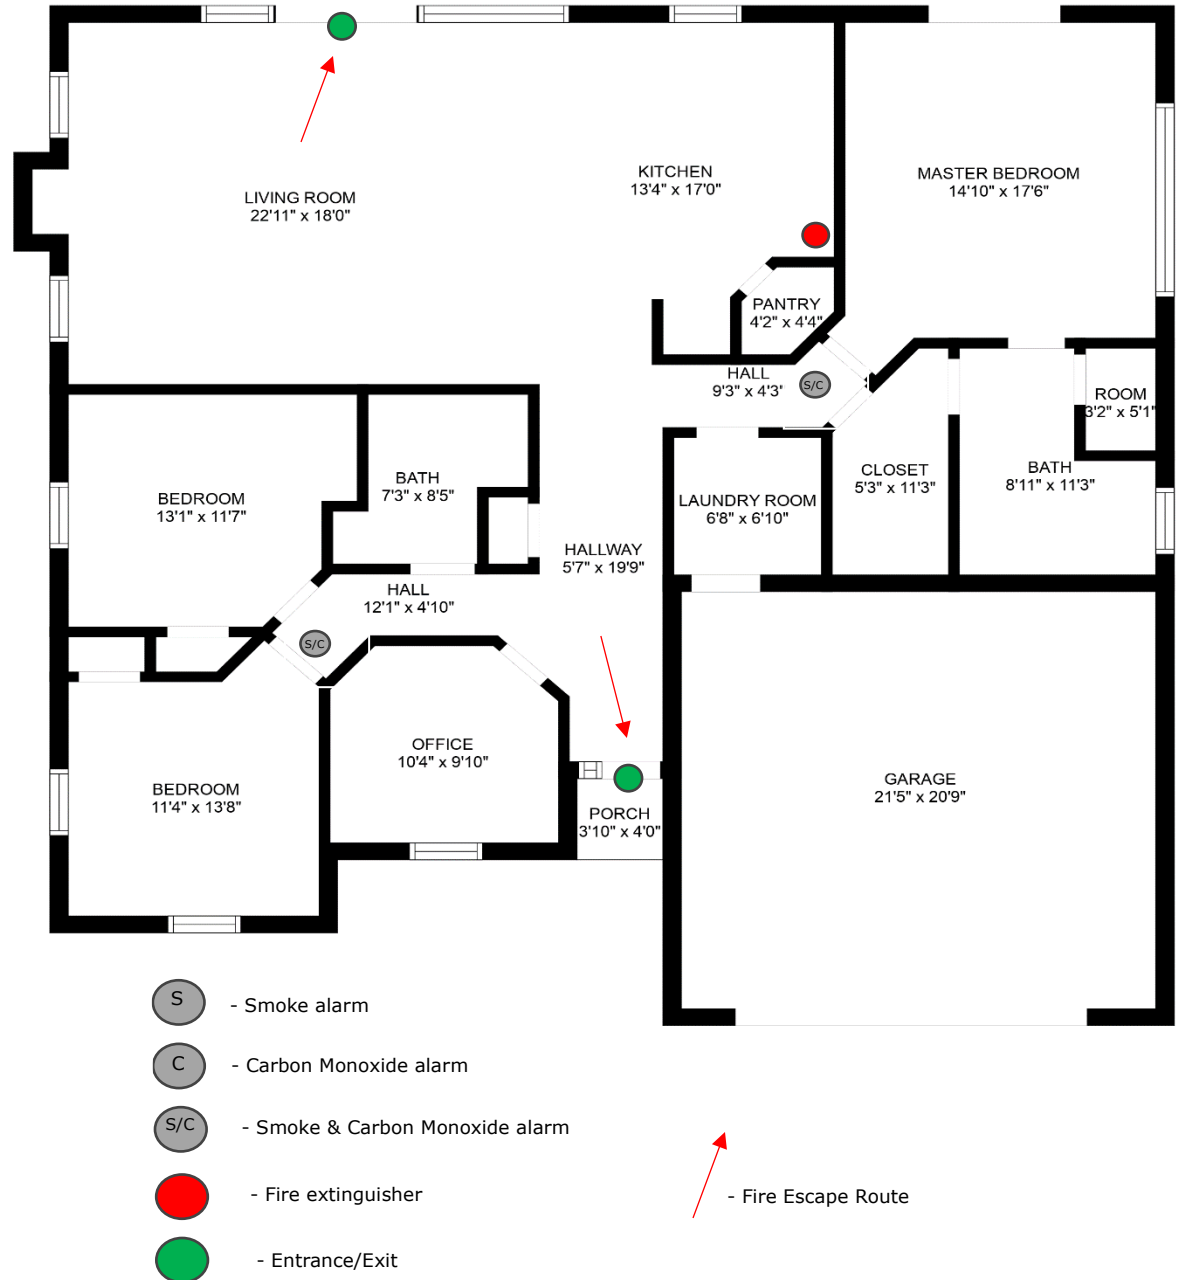 LIVING ROOM
22'11" x 18'0"
KITCHEN
13'4" x 17'0"
MASTER BEDROOM
14'10" x 17'6"
PANTRY
4'2" x 4'4"
HALL
9'3" x 4'3"
S/C
ROOM
3'2" x 5'1"
BATH
7'3" x 8'5"
BEDROOM
13'1" x 11'7"
LAUNDRY ROOM
6'8" x 6'10"
CLOSET
5'3" x 11'3"
BATH
8'11" x 11'3"
HALLWAY
5'7" x 19'9"
HALL
12'1" x 4'10"
S/C
OFFICE
10'4" x 9'10"
BEDROOM
11'4" x 13'8"
PORCH
3'10" x 4'0"
GARAGE
21'5" x 20'9"
S - Smoke alarm
C - Carbon Monoxide alarm
S/C - Smoke & Carbon Monoxide alarm
- Fire extinguisher
- Fire Escape Route
- Entrance/Exit